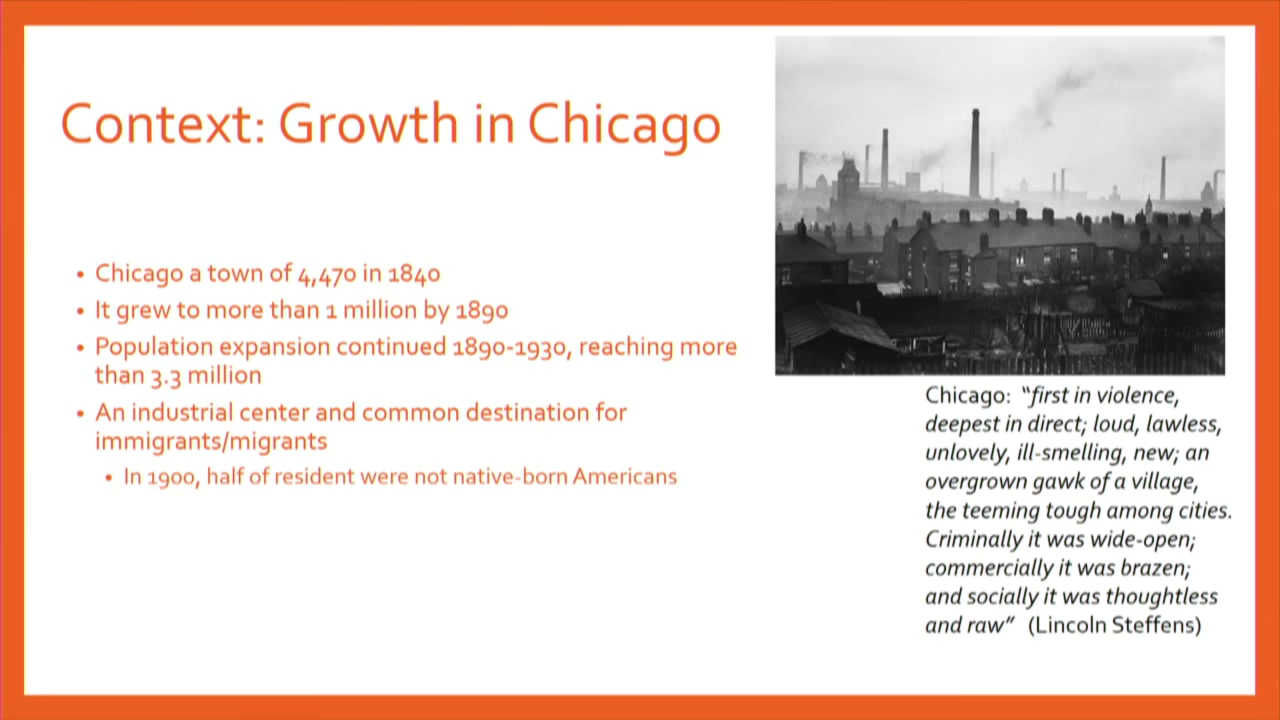 Context: Growth in Chicago
• Chicago a town of 4,470 in 1840
• It grew to more than 1 million by 1890
• Population expansion continued 1890-1930, reaching more
than 3.3 million
• An industrial center and common destination for
immigrants/migrants
• In 1900, half of resident were not native-born Americans
Chicago: “first in violence,
deepest in direct; loud, lawless,
unlovely, ill-smelling, new; an
overgrown gawk of a village,
the teeming tough among cities.
Criminally it was wide-open;
commercially it was brazen;
and socially it was thoughtless
and raw” (Lincoln Steffens)